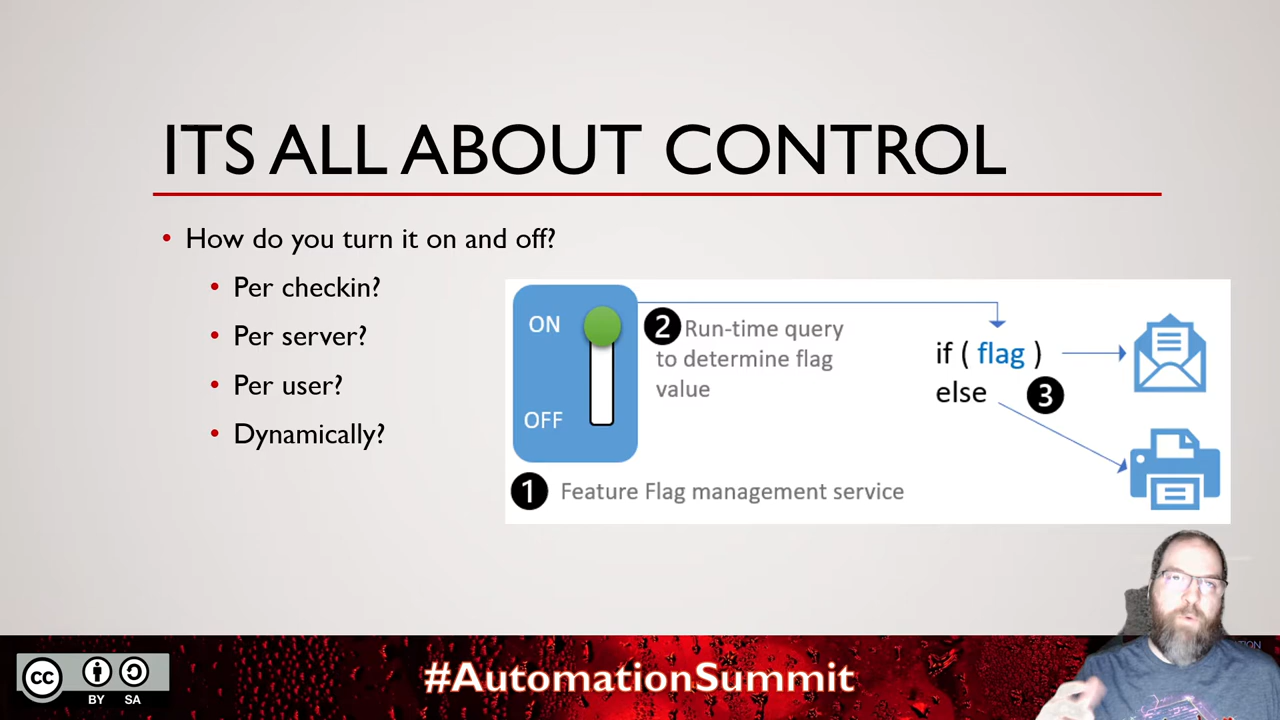 ITS ALL ABOUT CONTROL
• How do you turn it on and off?
• Per checkin?
• Per server?
• Per user?
• Dynamically?
ON
OFF
2 Run-time query
to determine flag
value
if ( flag )
else
3
1 Feature Flag management service
cc
BY SA
#AutomationSummit